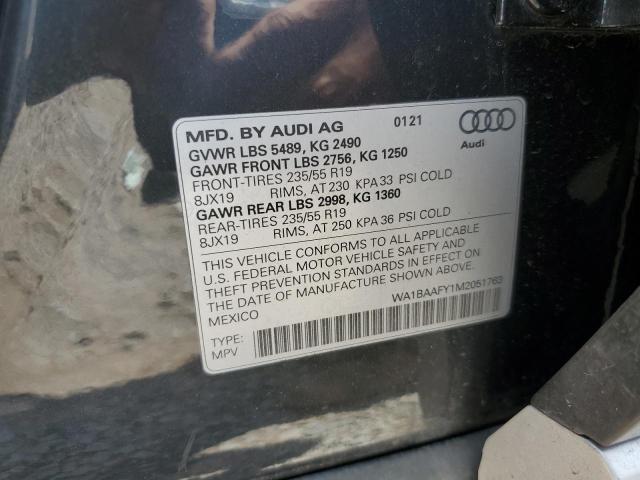 MFD. BY AUDI AG 0121
GVWR LBS 5489, KG 2490
GAWR FRONT LBS 2756, KG 1250
FRONT-TIRES 235/55 R19
8JX19 RIMS, AT 230 KPA 33 PSI COLD
GAWR REAR LBS 2998, KG 1360
REAR-TIRES 235/55 R19
8JX19 RIMS, AT 250 KPA 36 PSI COLD
Audi
THIS VEHICLE CONFORMS TO ALL APPLICABLE
U.S. FEDERAL MOTOR VEHICLE SAFETY AND
THEFT PREVENTION STANDARDS IN EFFECT ON
THE DATE OF MANUFACTURE SHOWN ABOVE.
MEXICO
WA1BAAFY1M2051763
TYPE:
MPV